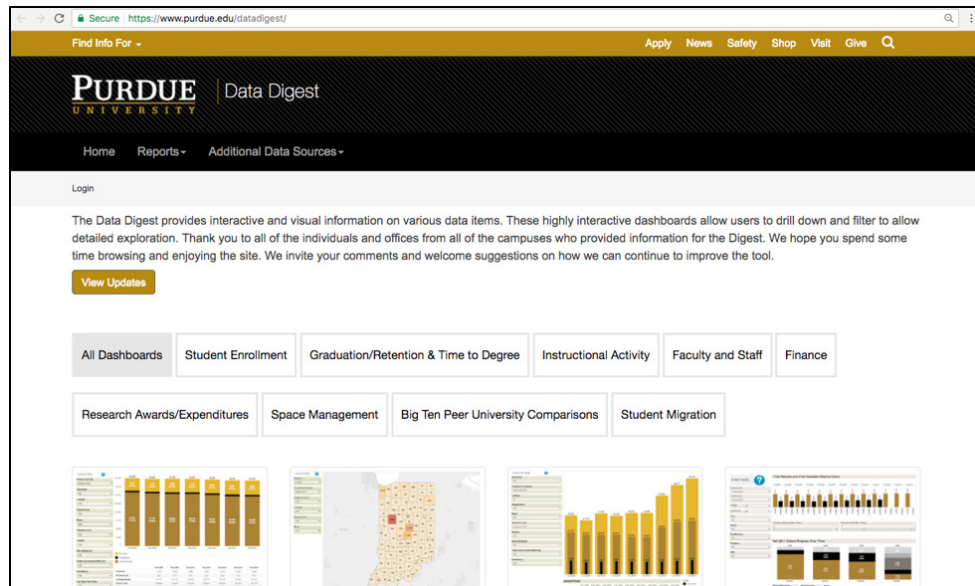 Secure https://www.purdue.edu/datadigest/
Find Info For Apply News Safety Shop Visit Give
PURDUE
UNIVERSITY
Data Digest
Home Reports Additional Data Sources
Login
The Data Digest provides interactive and visual information on various data items. These highly interactive dashboards allow users to drill down and filter to allow
detailed exploration. Thank you to all of the individuals and offices from all of the campuses who provided information for the Digest. We hope you spend some
time browsing and enjoying the site. We invite your comments and welcome suggestions on how we can continue to improve the tool.
View Updates
All Dashboards Student Enrollment Graduation/Retention & Time to Degree Instructional Activity Faculty and Staff Finance
Research Awards/Expenditures Space Management Big Ten Peer University Comparisons Student Migration